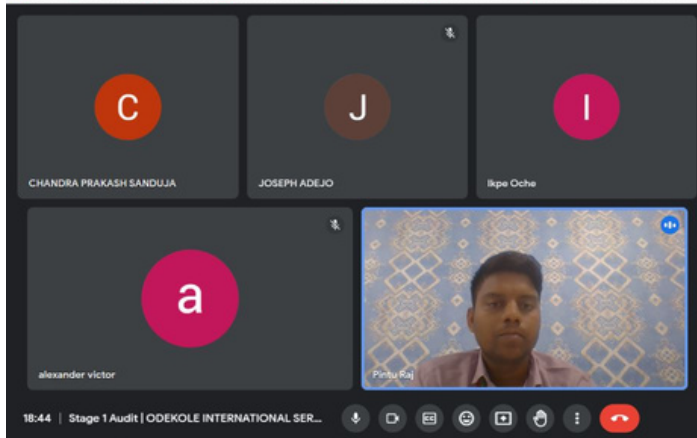 C
CHANDRA PRAKASH SANDUJA
J
JOSEPH ADEJO
I
Ikpe Oche
a
alexander victor
Pintu Raj
18:44 | Stage 1 Audit | ODEKOLE INTERNATIONAL SER...
CC